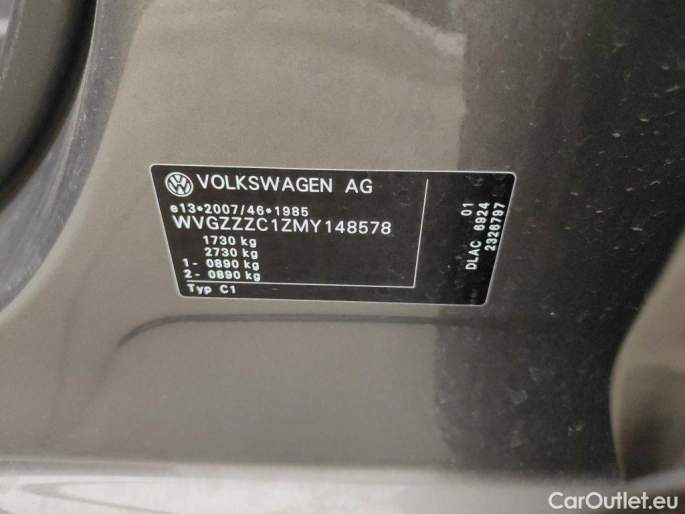 VOLKSWAGEN AG
e13*2007/46*1985
WVGZZZC1ZMY148578
1730 kg
2730 kg
1- 0890 kg
2- 0890 kg
Typ C1
01
DLAC 6924
2326797
CarOutlet.eu